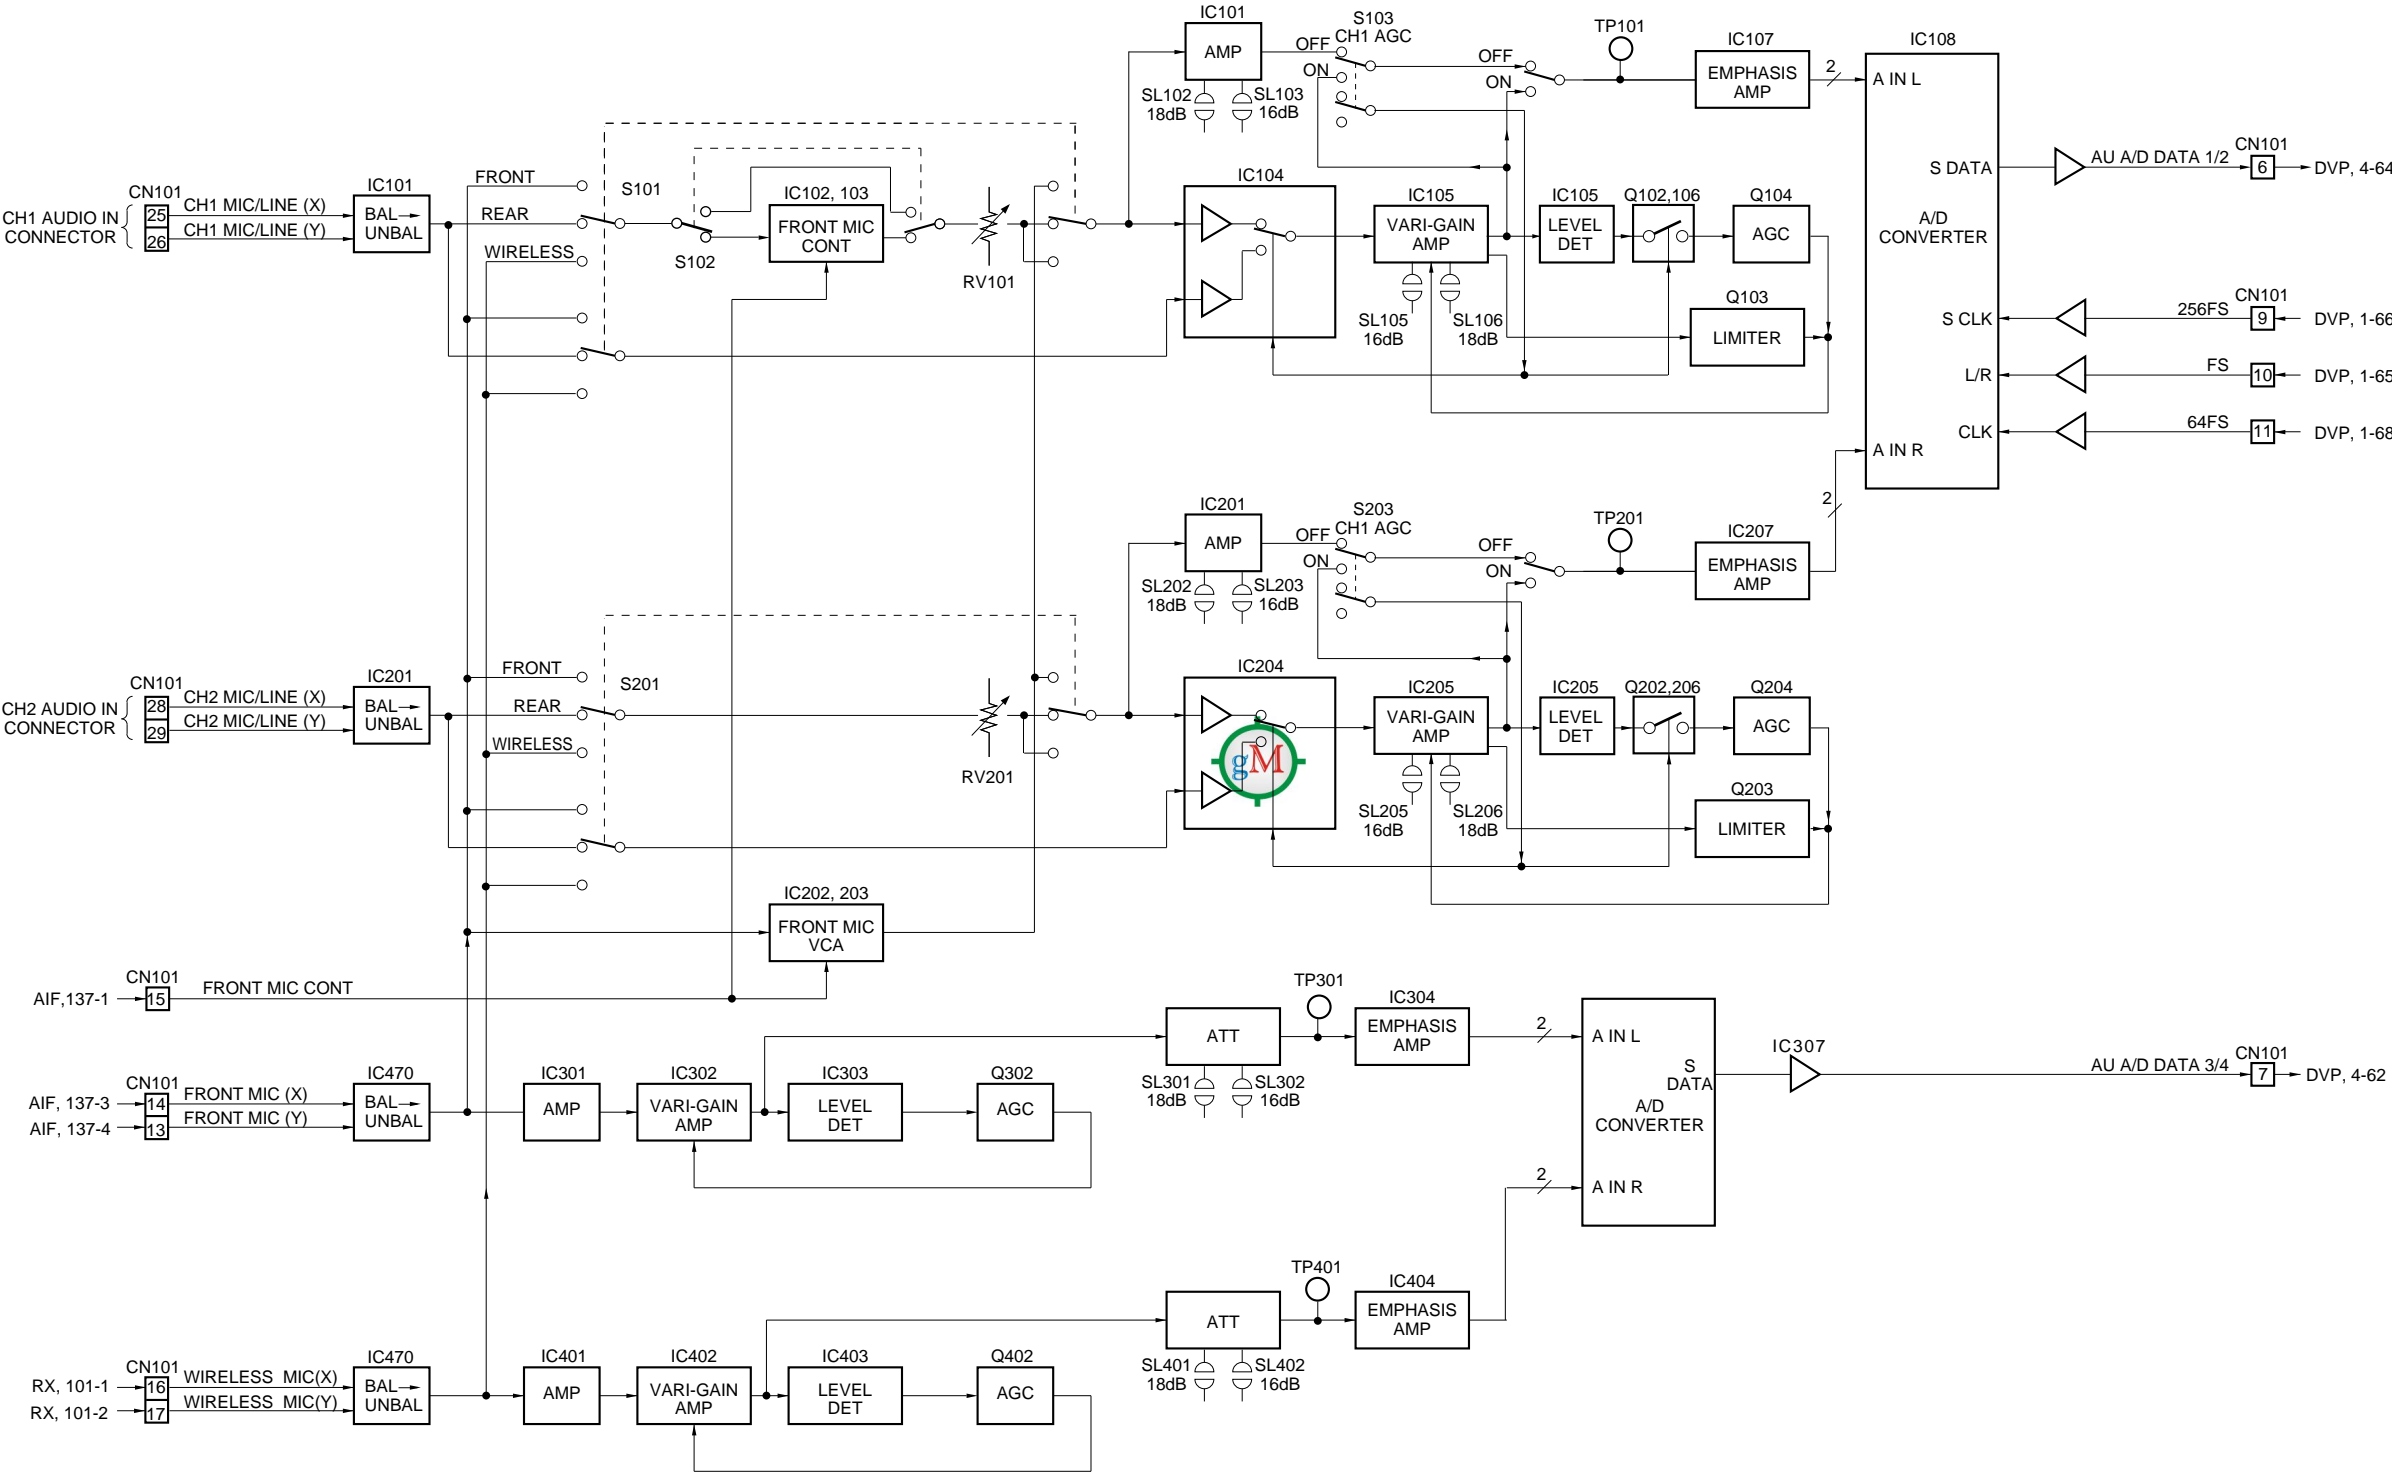 IC101
AMP
SL102
18dB
SL103
16dB
S103
CH1 AGC
OFF
ON
OFF
ON
TP101
IC107
EMPHASIS
AMP
2
IC108
A IN L
S DATA
A/D
CONVERTER
S CLK
L/R
CLK
A IN R
AU A/D DATA 1/2
CN101
6
DVP, 4-64
256FS
CN101
9
DVP, 1-66
FS
10
DVP, 1-65
64FS
11
DVP, 1-68
CH1 AUDIO IN
CONNECTOR
CN101
25
26
CH1 MIC/LINE (X)
CH1 MIC/LINE (Y)
IC101
BAL→
UNBAL
FRONT
REAR
WIRELESS
S101
S102
IC102, 103
FRONT MIC
CONT
RV101
IC104
IC105
VARI-GAIN
AMP
SL105
16dB
SL106
18dB
IC105
LEVEL
DET
Q102,106
Q104
AGC
Q103
LIMITER
IC201
AMP
SL202
18dB
SL203
16dB
S203
CH1 AGC
OFF
ON
OFF
ON
TP201
IC207
EMPHASIS
AMP
2
CH2 AUDIO IN
CONNECTOR
CN101
28
29
CH2 MIC/LINE (X)
CH2 MIC/LINE (Y)
IC201
BAL→
UNBAL
FRONT
REAR
WIRELESS
S201
RV201
IC204
gM
IC205
VARI-GAIN
AMP
SL205
16dB
SL206
18dB
IC205
LEVEL
DET
Q202,206
Q204
AGC
Q203
LIMITER
IC202, 203
FRONT MIC
VCA
AIF,137-1
CN101
15
FRONT MIC CONT
AIF, 137-3
AIF, 137-4
CN101
14
13
FRONT MIC (X)
FRONT MIC (Y)
IC470
BAL→
UNBAL
IC301
AMP
IC302
VARI-GAIN
AMP
IC303
LEVEL
DET
Q302
AGC
ATT
SL301
18dB
SL302
16dB
TP301
IC304
EMPHASIS
AMP
2
A IN L
S
DATA
A/D
CONVERTER
A IN R
IC307
AU A/D DATA 3/4
CN101
7
DVP, 4-62
2
RX, 101-1
RX, 101-2
CN101
16
17
WIRELESS MIC(X)
WIRELESS MIC(Y)
IC470
BAL→
UNBAL
IC401
AMP
IC402
VARI-GAIN
AMP
IC403
LEVEL
DET
Q402
AGC
ATT
SL401
18dB
SL402
16dB
TP401
IC404
EMPHASIS
AMP